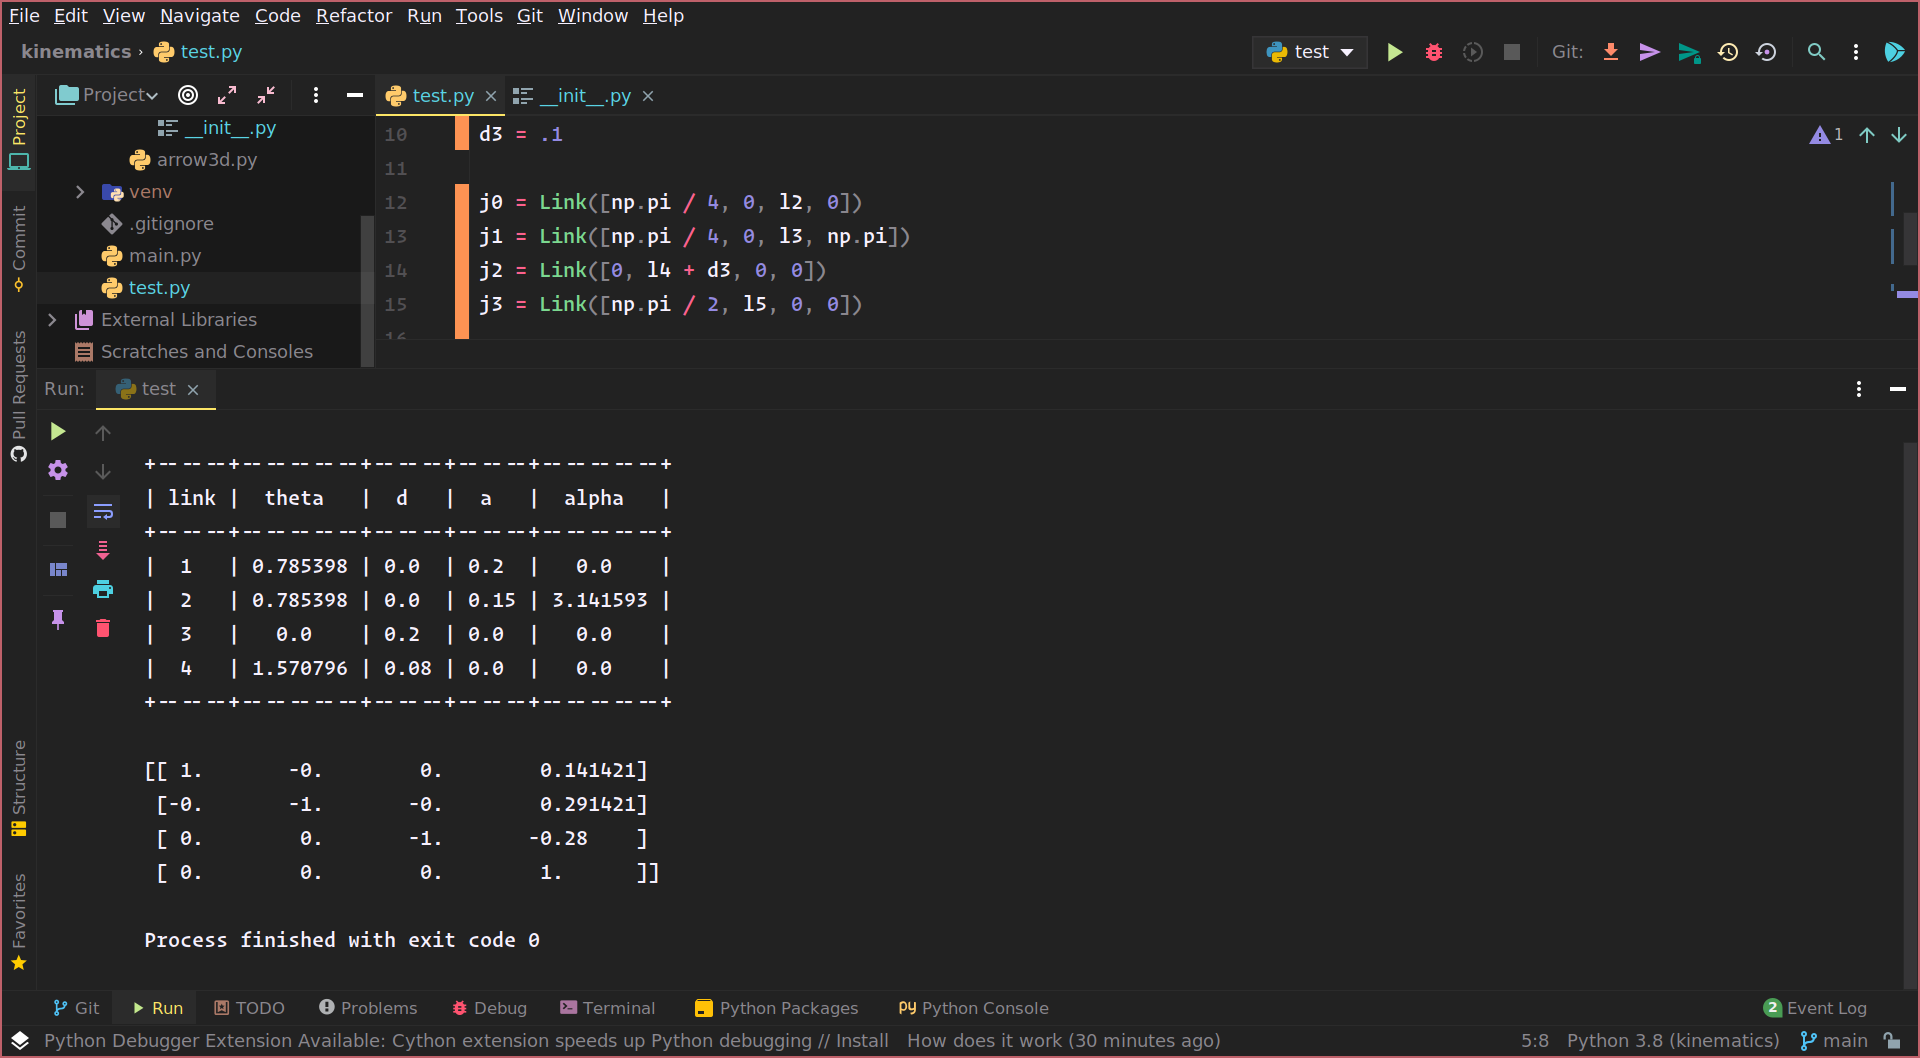 File Edit View Navigate Code Refactor Run Tools Git Window Help
kinematics › test.py
test
Git:
Project
Commit
Pull Requests
Structure
Favorites
Project
__init__.py
arrow3d.py
venv
.gitignore
main.py
test.py
External Libraries
Scratches and Consoles
test.py × __init__.py ×
1
10 d3 = .1
11
12 j0 = Link([np.pi / 4, 0, l2, 0])
13 j1 = Link([np.pi / 4, 0, l3, np.pi])
14 j2 = Link([0, l4 + d3, 0, 0])
15 j3 = Link([np.pi / 2, l5, 0, 0])
16
Run: test ×
+------+----------+------+------+----------+
| link |  theta   |  d   |  a   |  alpha   |
+------+----------+------+------+----------+
|  1   | 0.785398 | 0.0  | 0.2  |   0.0    |
|  2   | 0.785398 | 0.0  | 0.15 | 3.141593 |
|  3   |   0.0    | 0.2  | 0.0  |   0.0    |
|  4   | 1.570796 | 0.08 | 0.0  |   0.0    |
+------+----------+------+------+----------+
[[ 1.       -0.        0.        0.141421]
 [-0.       -1.       -0.        0.291421]
 [ 0.        0.       -1.       -0.28    ]
 [ 0.        0.        0.        1.      ]]
Process finished with exit code 0
Git Run TODO Problems Debug Terminal Python Packages Python Console 2 Event Log
Python Debugger Extension Available: Cython extension speeds up Python debugging // Install How does it work (30 minutes ago) 5:8 Python 3.8 (kinematics) main